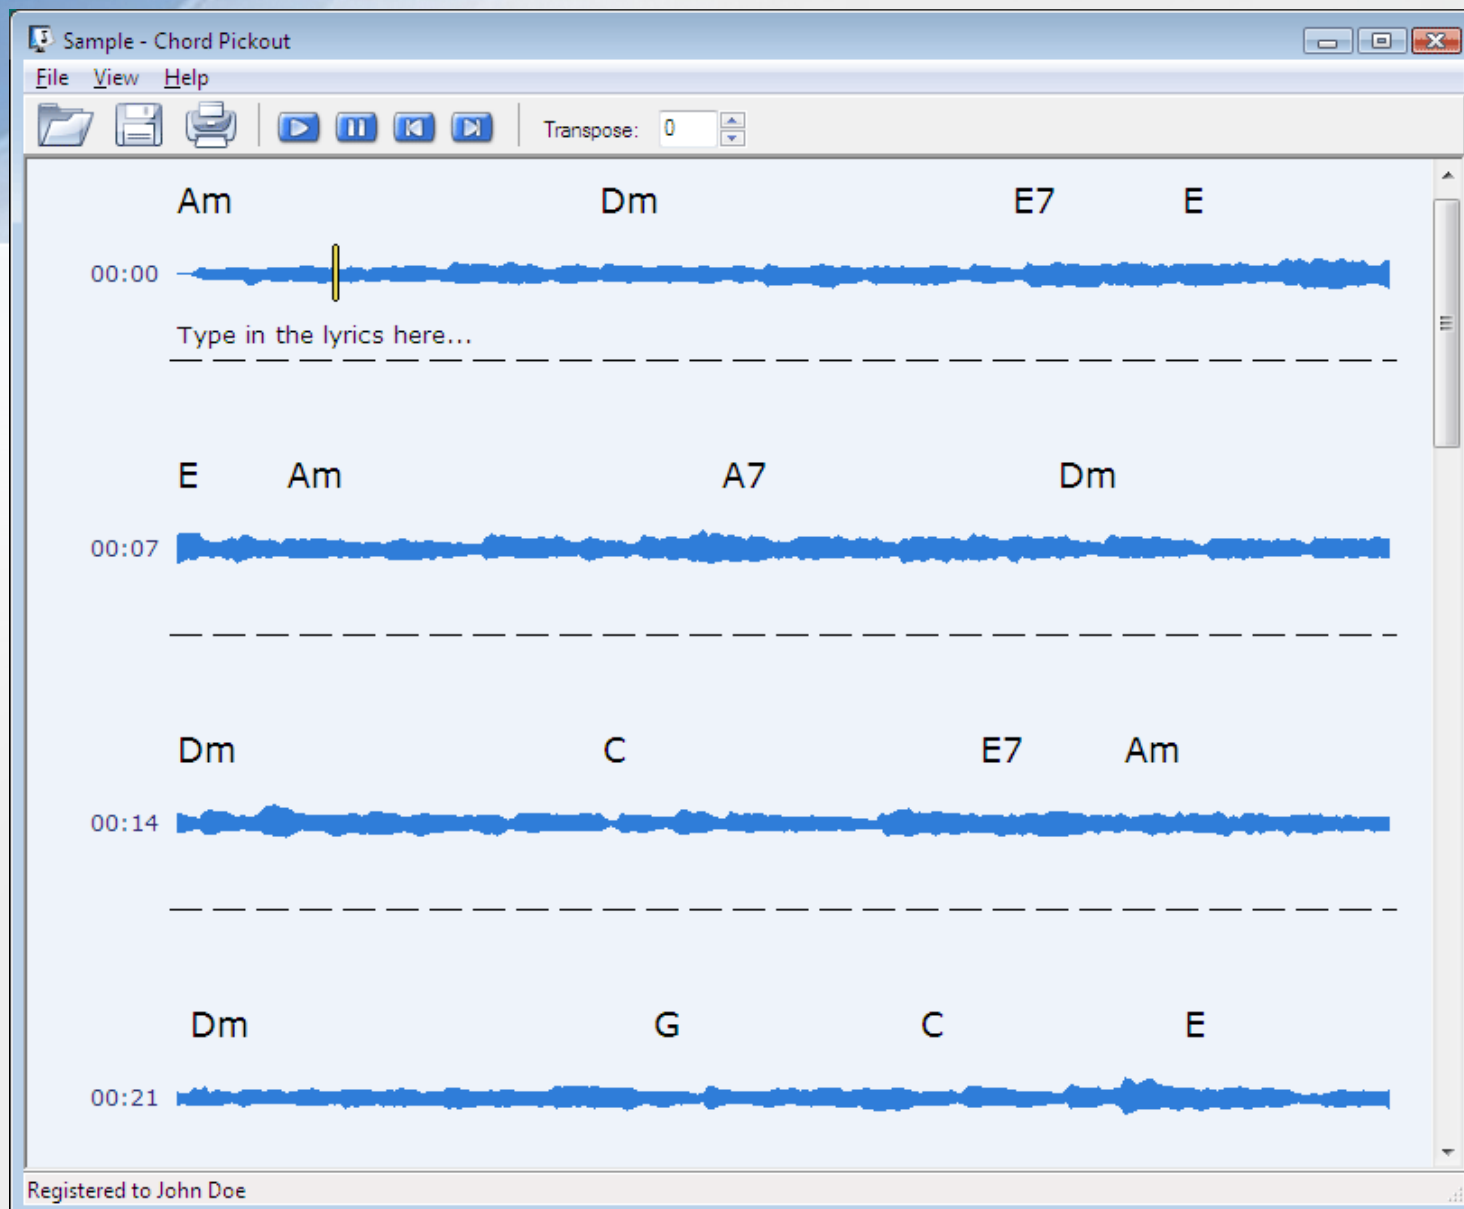 Sample - Chord Pickout
File View Help
Transpose: 0
Am Dm E7 E
00:00
Type in the lyrics here...
E Am A7 Dm
00:07
Dm C E7 Am
00:14
Dm G C E
00:21
Registered to John Doe